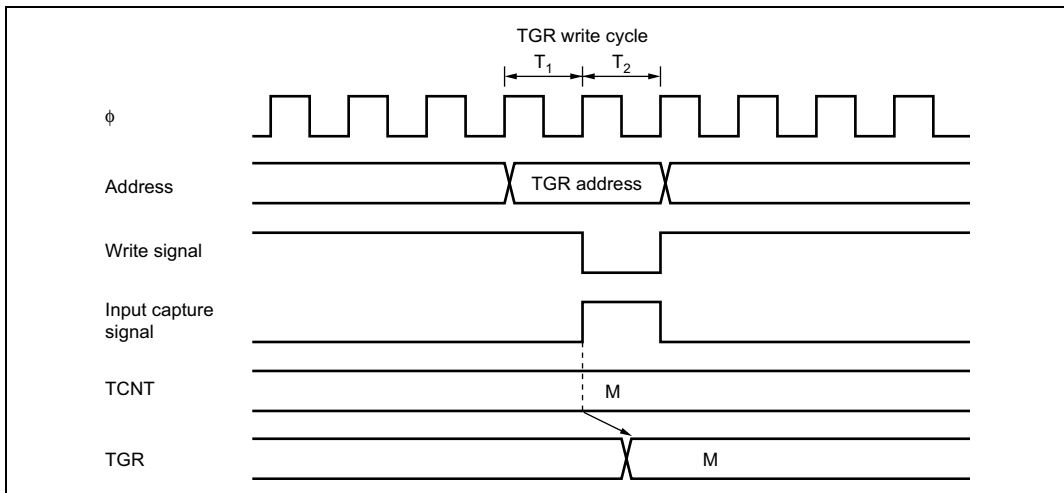 TGR write cycle
T1 T2
ϕ
Address
TGR address
Write signal
Input capture
signal
TCNT
M
TGR
M